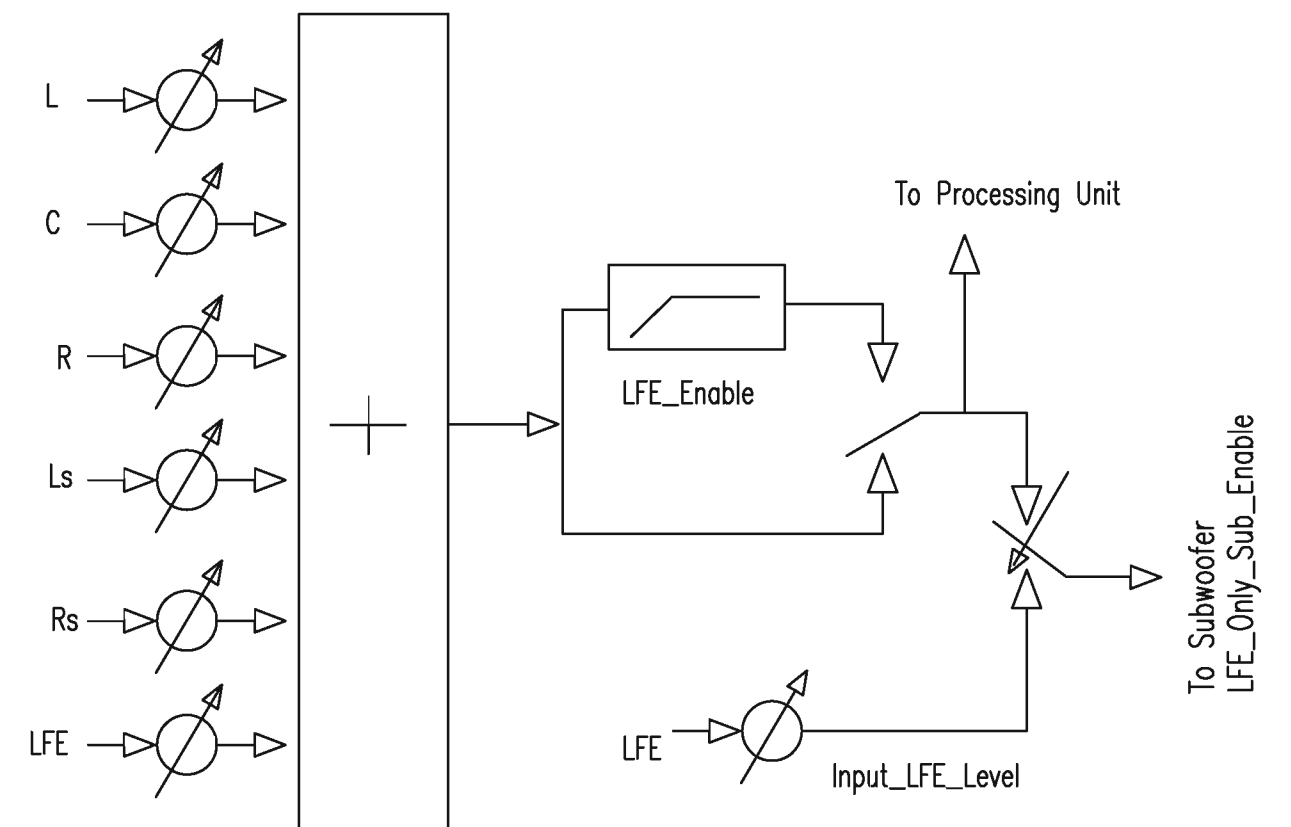 L
C
R
Ls
Rs
LFE
LFE_Enable
To Processing Unit
LFE
Input_LFE_Level
To Subwoofer
LFE_Only_Sub_Enable